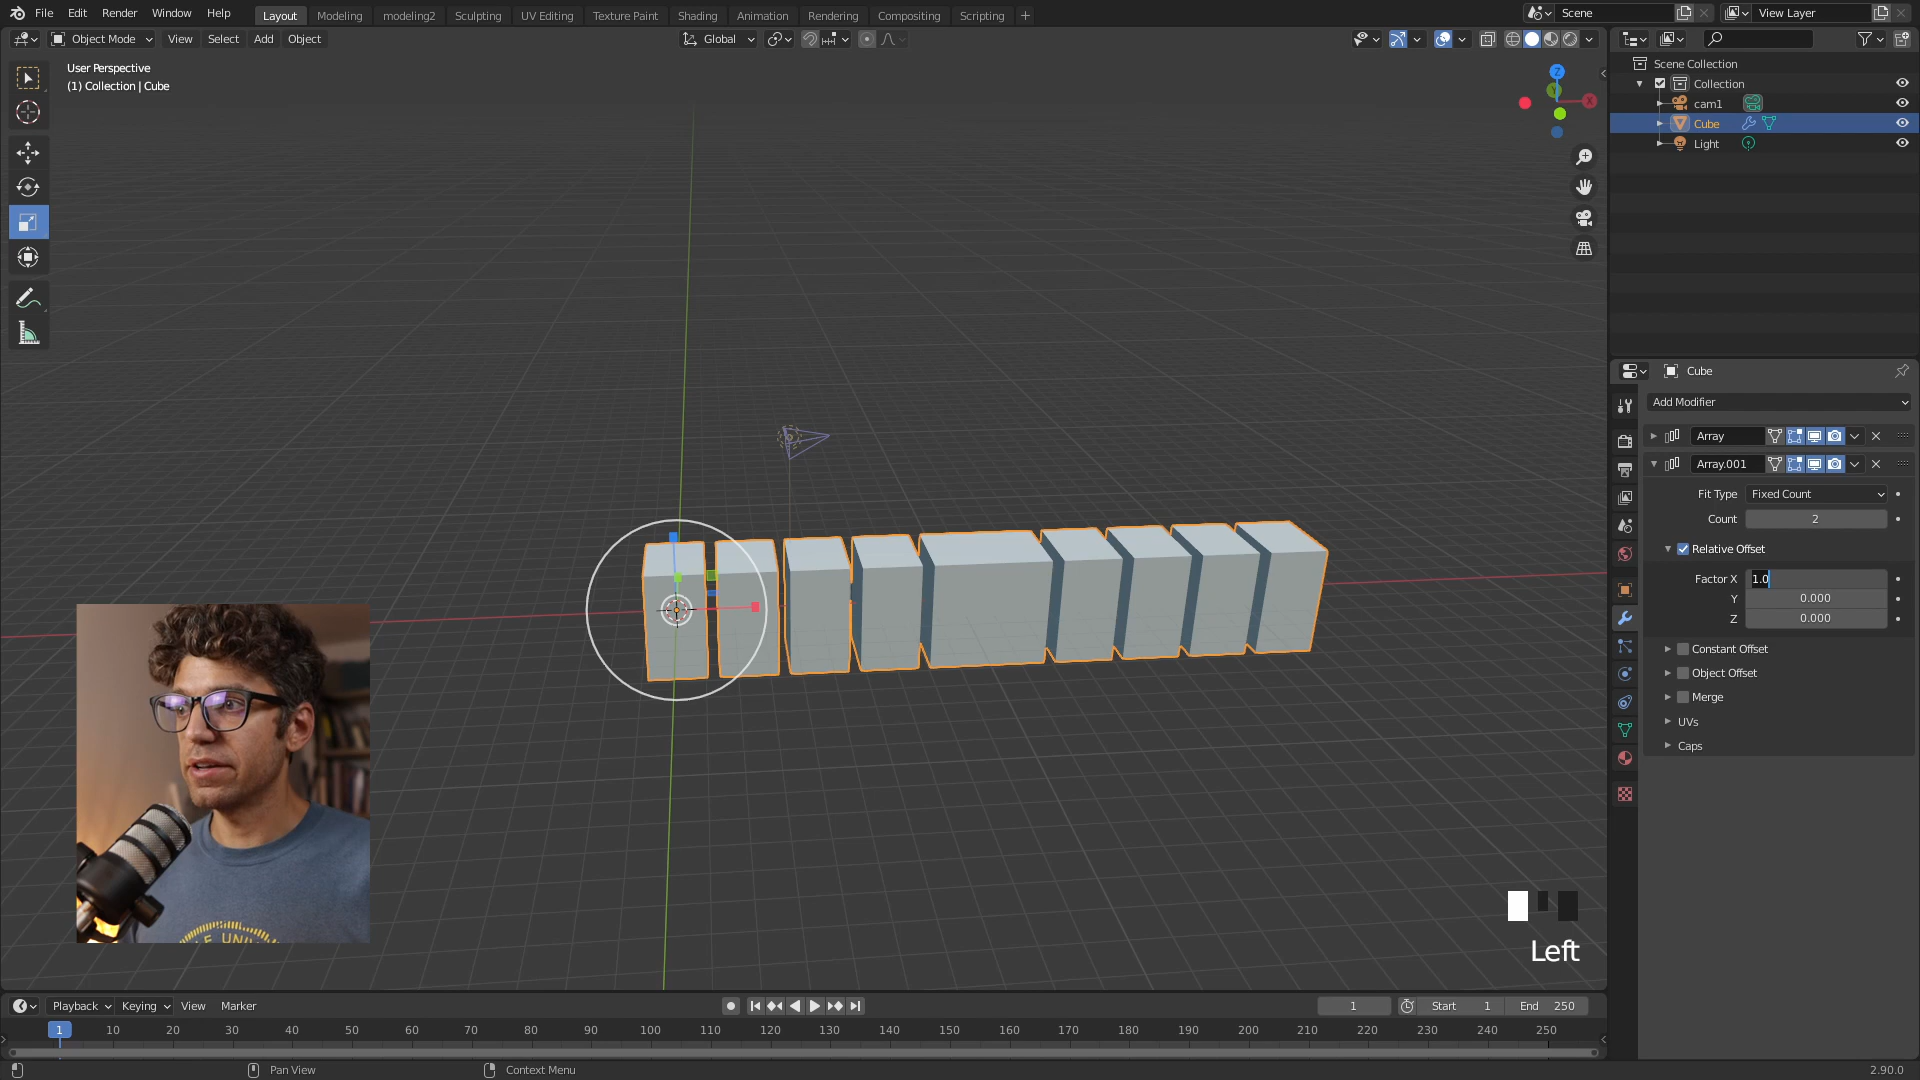 File Edit Render Window Help
Layout Modeling modeling2 Sculpting UV Editing Texture Paint Shading Animation Rendering Compositing Scripting +
Scene
View Layer
Object Mode View Select Add Object
Global
User Perspective
(1) Collection | Cube
Z
Y
X
Scene Collection
Collection
cam1
Cube
Light
Cube
Add Modifier
Array
Array.001
Fit Type Fixed Count
Count 2
Relative Offset
Factor X 1.0
Y 0.000
Z 0.000
Constant Offset
Object Offset
Merge
UVs
Caps
Left
Playback Keying View Marker
1 Start 1 End 250
1 10 20 30 40 50 60 70 80 90 100 110 120 130 140 150 160 170 180 190 200 210 220 230 240 250
Pan View Context Menu 2.90.0